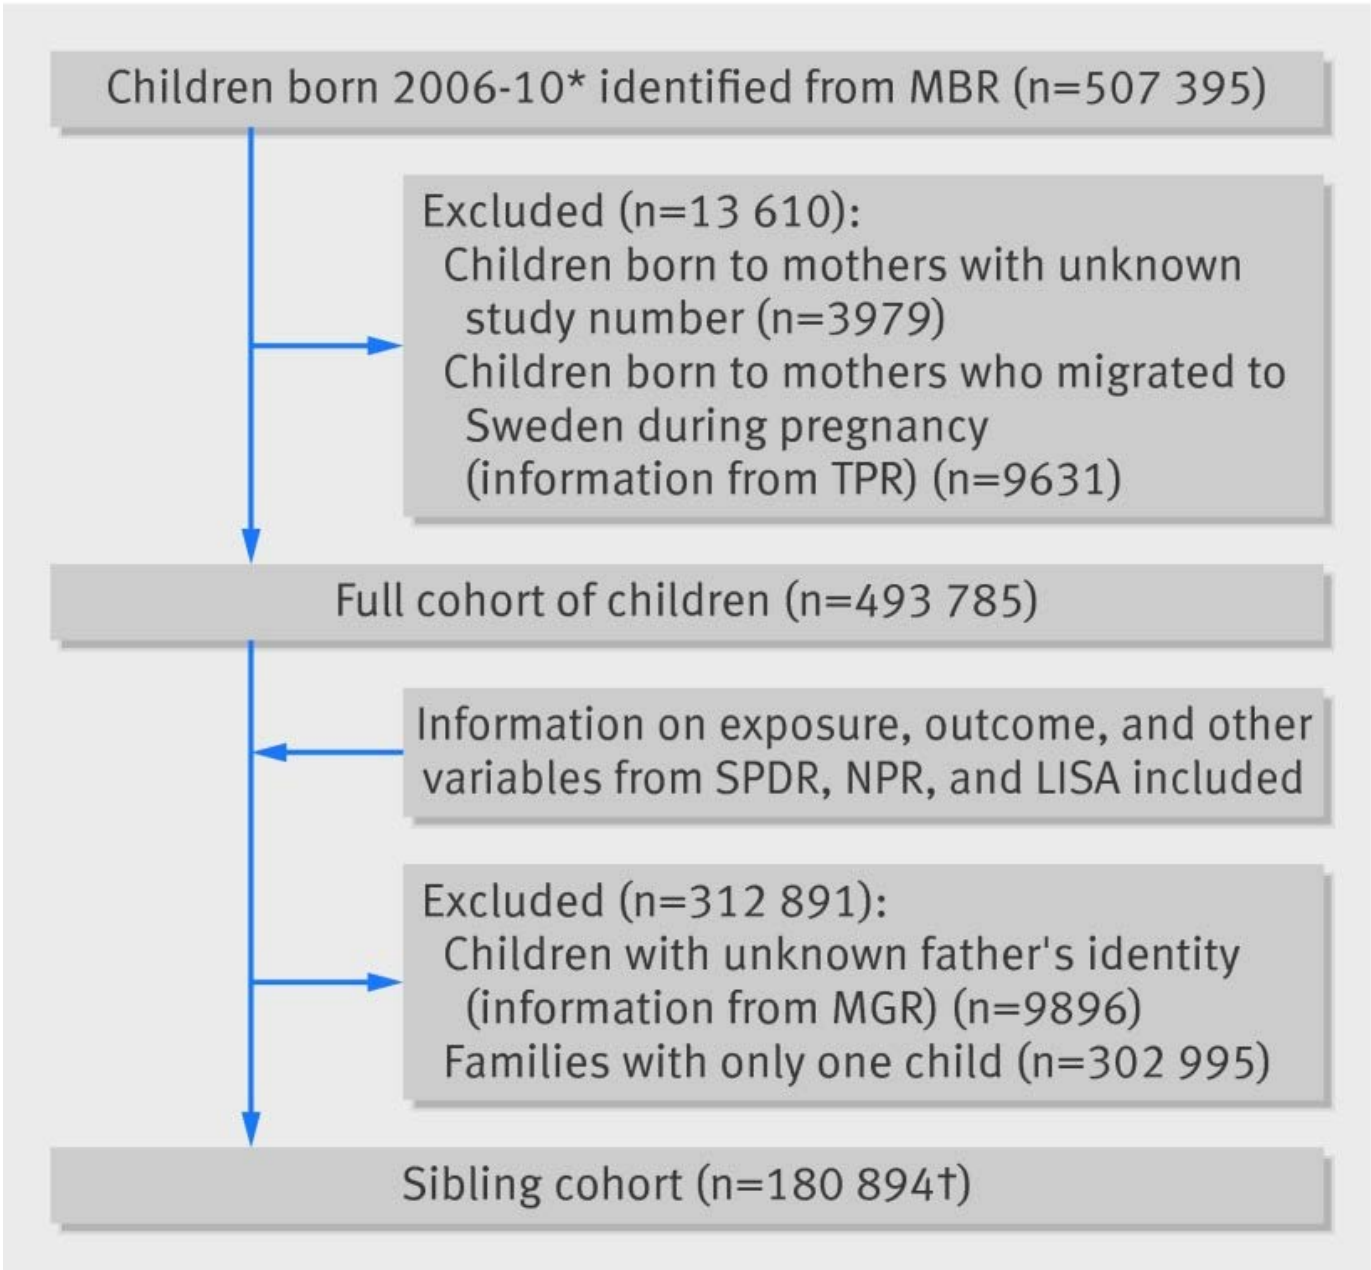 Children born 2006-10* identified from MBR (n=507 395)
Excluded (n=13 610):
Children born to mothers with unknown
study number (n=3979)
Children born to mothers who migrated to
Sweden during pregnancy
(information from TPR) (n=9631)
Full cohort of children (n=493 785)
Information on exposure, outcome, and other
variables from SPDR, NPR, and LISA included
Excluded (n=312 891):
Children with unknown father's identity
(information from MGR) (n=9896)
Families with only one child (n=302 995)
Sibling cohort (n=180 894†)